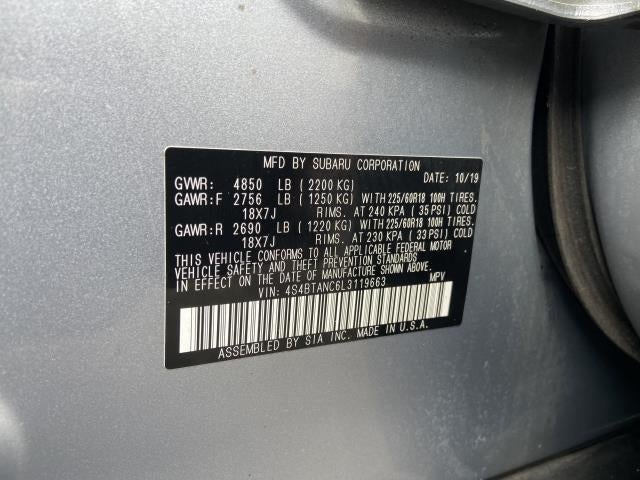 MFD BY SUBARU CORPORATION
GVWR: 4850 LB ( 2200 KG) DATE: 10/19
GAWR:F 2756 LB ( 1250 KG) WITH 225/60R18 100H TIRES,
18X7J RIMS, AT 240 KPA ( 35 PSI) COLD
GAWR:R 2690 LB ( 1220 KG) WITH 225/60R18 100H TIRES,
18X7J RIMS, AT 230 KPA ( 33 PSI) COLD
THIS VEHICLE CONFORMS TO ALL APPLICABLE FEDERAL MOTOR
VEHICLE SAFETY AND THEFT PREVENTION STANDARDS
IN EFFECT ON THE DATE OF MANUFACTURE SHOWN ABOVE.
VIN: 4S4BTANC6L3119663 MPV
ASSEMBLED BY SIA INC. MADE IN U.S.A.